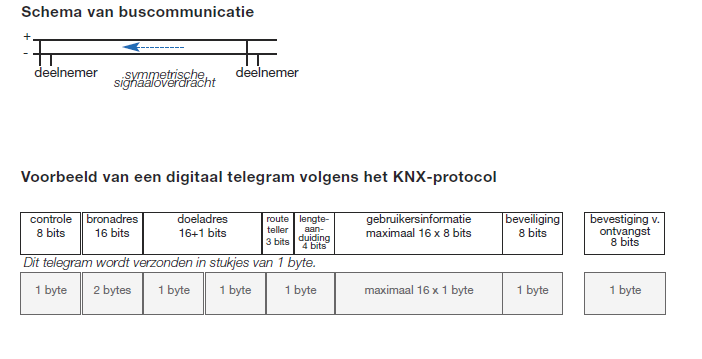 Schema van buscommunicatie
+
-
deelnemer
symmetrische
signaaloverdracht
deelnemer
Voorbeeld van een digitaal telegram volgens het KNX-protocol
controle
8 bits
bronadres
16 bits
doeladres
16+1 bits
route
teller
3 bits
lengte-
aan-
duiding
4 bits
gebruikersinformatie
maximaal 16 x 8 bits
beveiliging
8 bits
bevestiging v.
ontvangst
8 bits
Dit telegram wordt verzonden in stukjes van 1 byte.
1 byte
2 bytes
1 byte
1 byte
1 byte
maximaal 16 x 1 byte
1 byte
1 byte